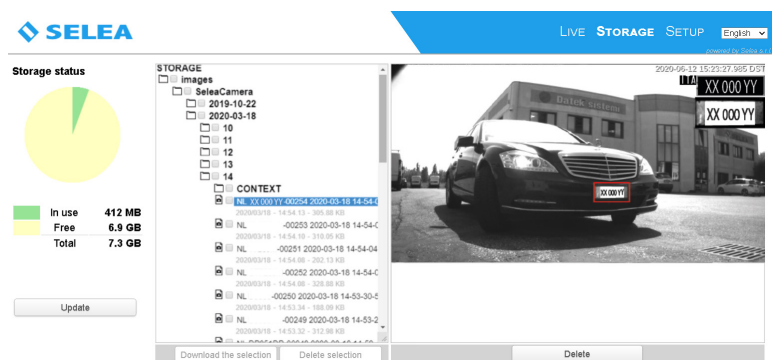 SELEA
LIVE STORAGE SETUP English
powered by Selea s.r.l
Storage status
In use 412 MB
Free 6.9 GB
Total 7.3 GB
Update
STORAGE
images
SeleaCamera
2019-10-22
2020-03-18
10
11
12
13
14
CONTEXT
NL XX 000 YY -00254 2020-03-18 14-54-
2020/03/18 - 14.54.13 - 305.88 KB
NL -00253 2020-03-18 14-54-
2020/03/18 - 14.54.10 - 310.05 KB
NL -00251 2020-03-18 14-54-04
2020/03/18 - 14.54.08 - 202.13 KB
NL -00252 2020-03-18 14-54-
2020/03/18 - 14.54.08 - 328.88 KB
NL -00250 2020-03-18 14-53-30-5
2020/03/18 - 14.53.34 - 188.09 KB
NL -00249 2020-03-18 14-53-2
2020/03/18 - 14.53.32 - 312.98 KB
Download the selection Delete selection
2020-06-12 15:23:27.985 DST
ITA XX 000 YY
XX 000 YY
Datek sistemi
XX 000 YY
Delete